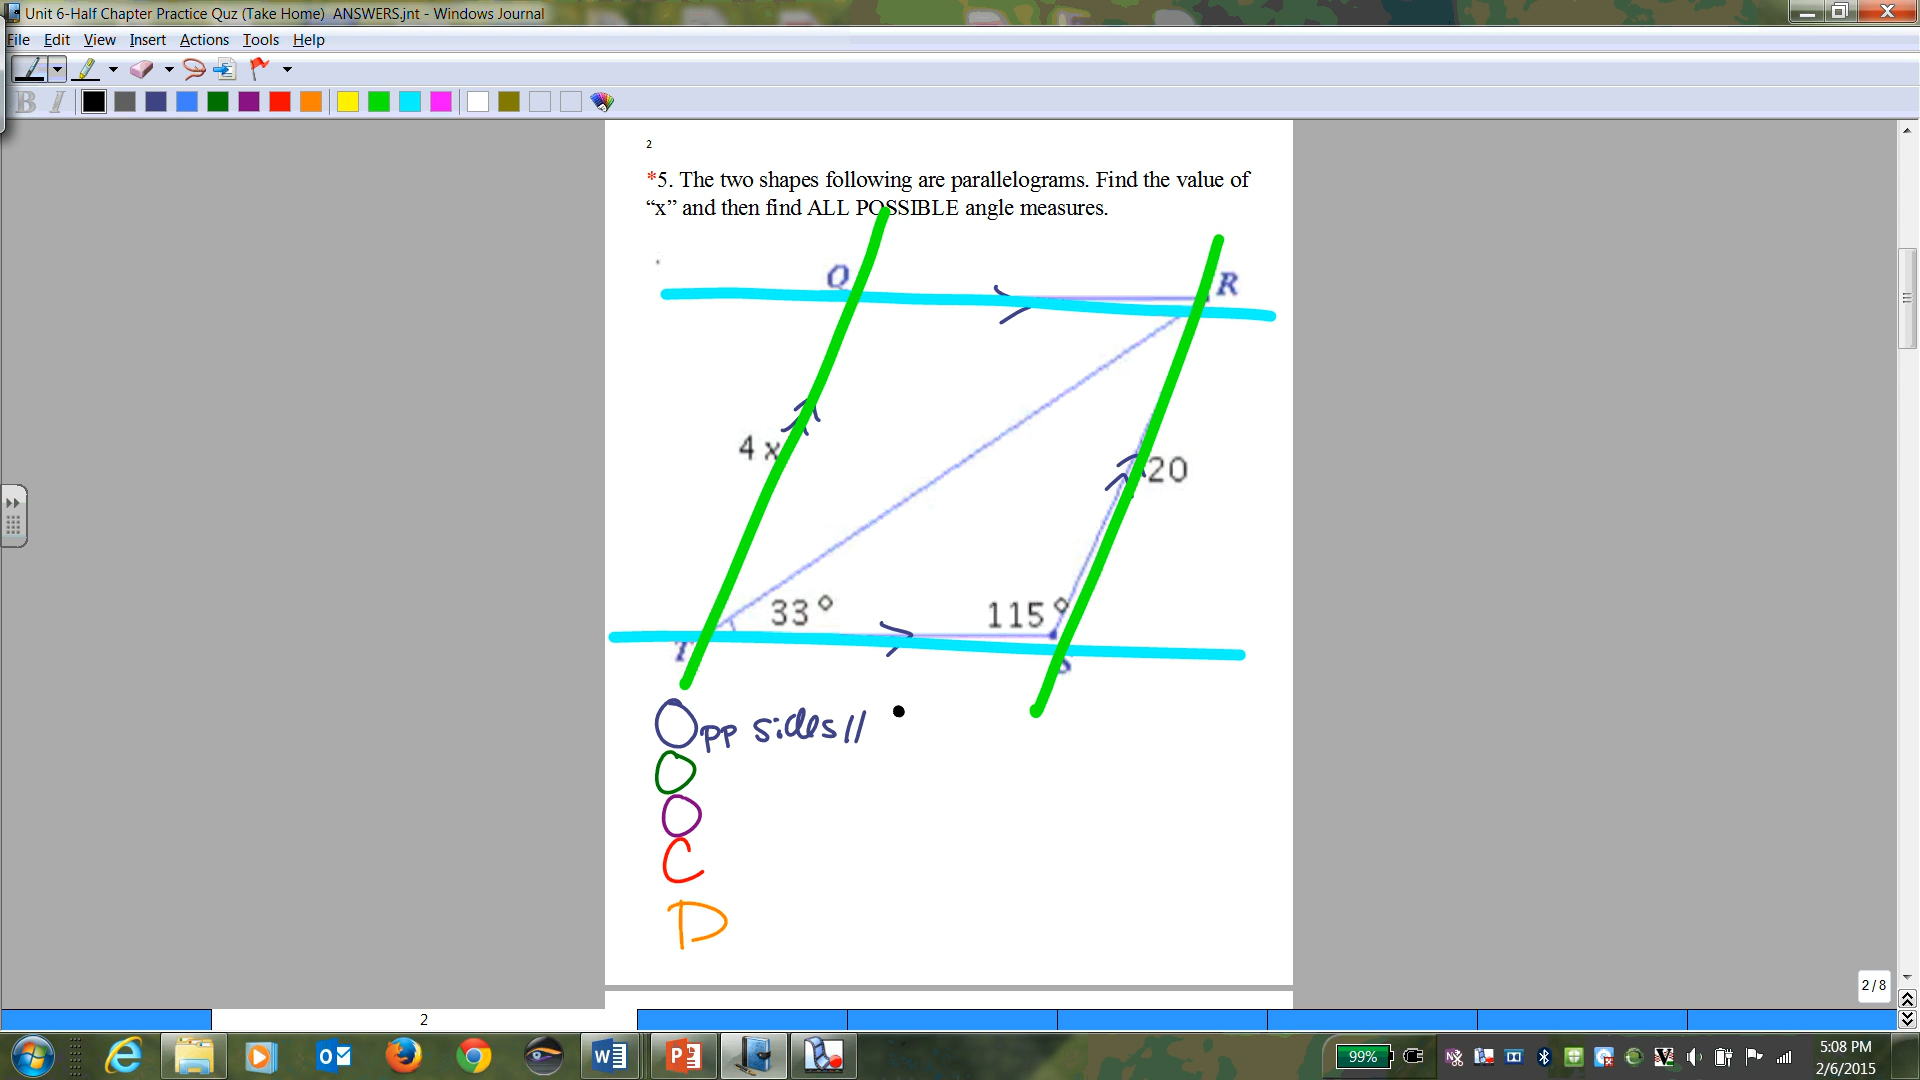 Unit 6-Half Chapter Practice Quz (Take Home)  ANSWERS.jnt - Windows Journal
File Edit View Insert Actions Tools Help
B I
2
*5. The two shapes following are parallelograms. Find the value of
“x” and then find ALL POSSIBLE angle measures.
Q
R
4 x
20
33°
115°
T
S
Opp sides //
O
O
C
D
2 / 8
2
99%
5:08 PM
2/6/2015